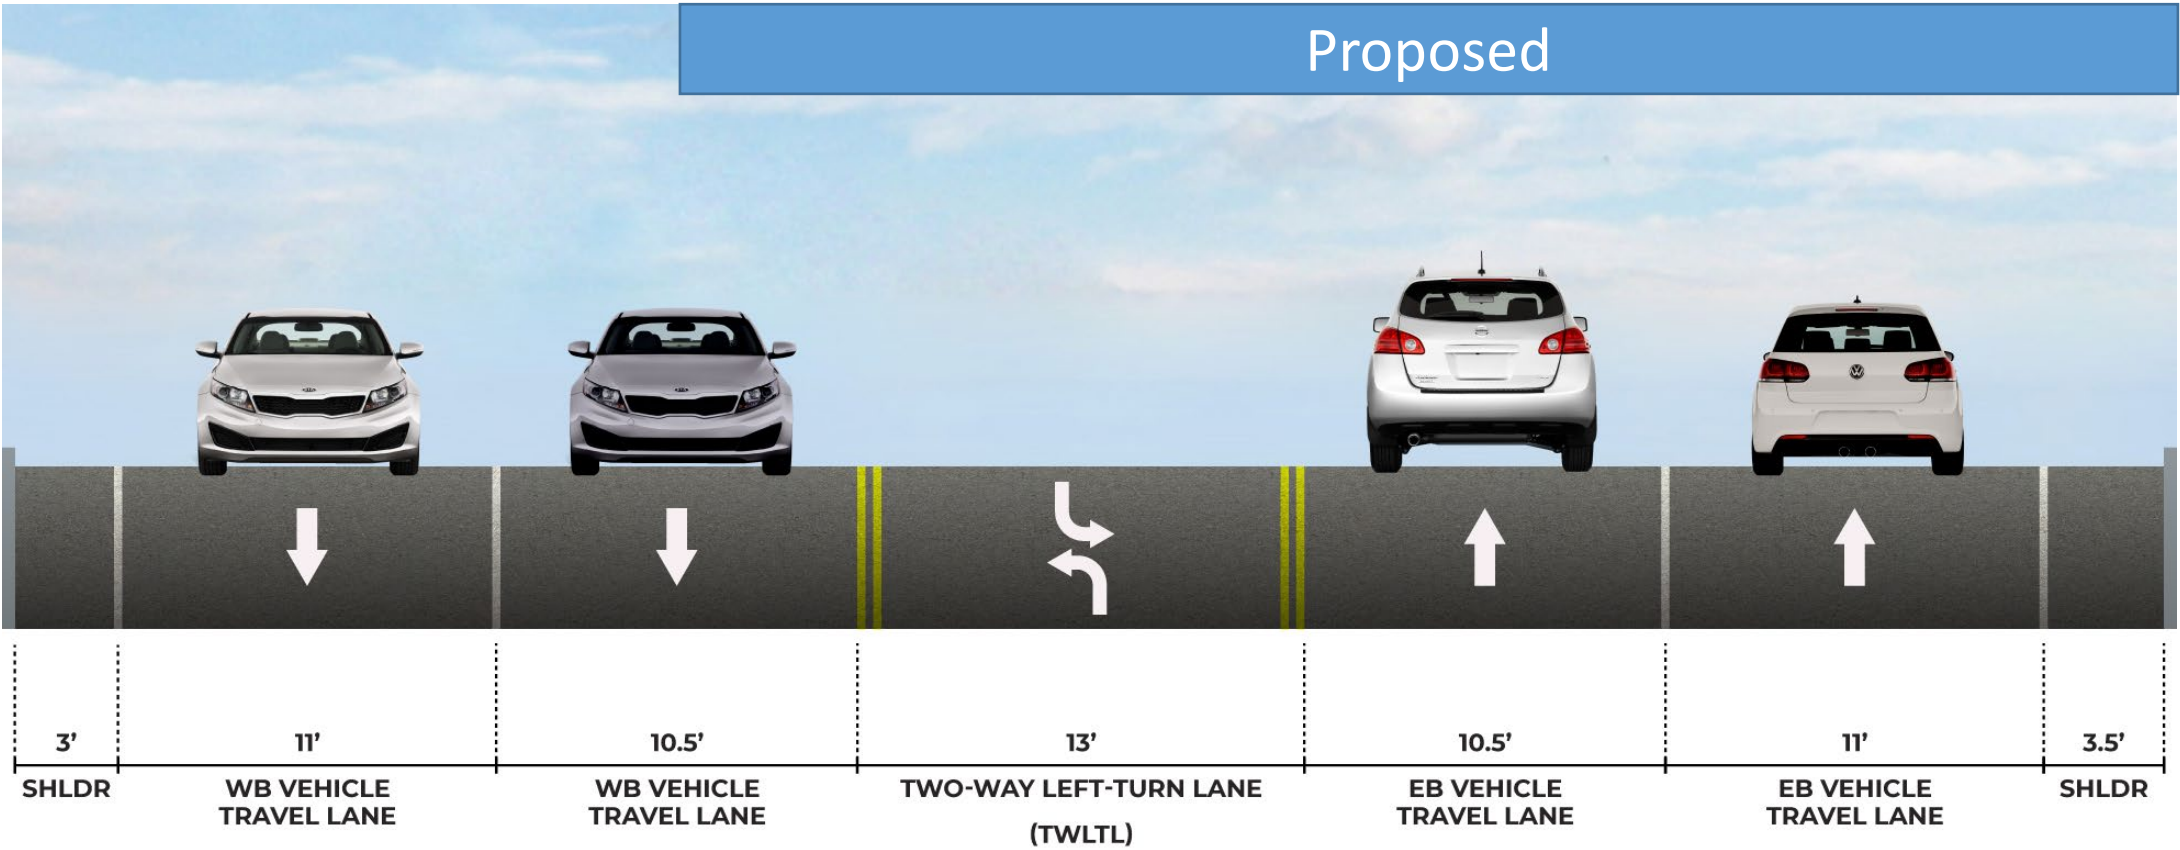 Proposed
3’ 11’ 10.5’ 13’ 10.5’ 11’ 3.5’
SHLDR
WB VEHICLE
TRAVEL LANE
WB VEHICLE
TRAVEL LANE
TWO-WAY LEFT-TURN LANE
(TWLTL)
EB VEHICLE
TRAVEL LANE
EB VEHICLE
TRAVEL LANE
SHLDR